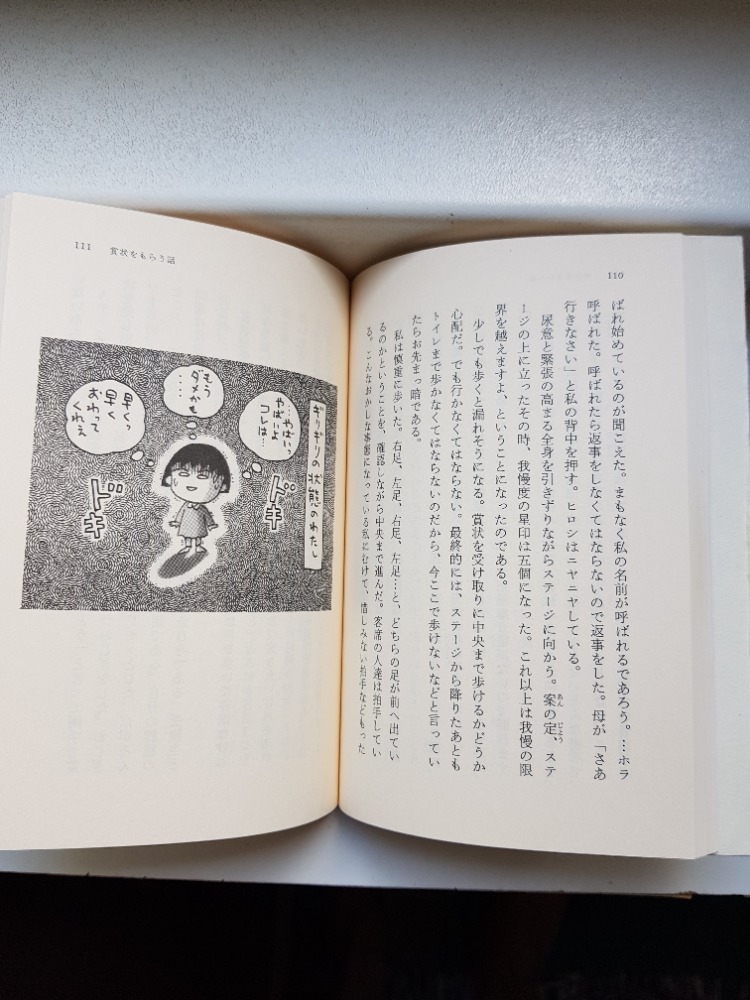 110
ばれ始めているのが聞こえた。まもなく私の名前が呼ばれるであろう。…ホラ
呼ばれた。呼ばれたら返事をしなくてはならないので返事をした。母が「さあ
行きなさい」と私の背中を押す。ヒロシはニヤニヤしている。
尿意と緊張の高まる全身を引きずりながらステージに向かう。案の定、ステ
ージの上に立ったその時、我慢度の星印は五個になった。これ以上は我慢の限
界を越えますよ、ということになったのである。
少しでも歩くと漏れそうになる。賞状を受け取りに中央まで歩けるかどうか
心配だ。でも行かなくてはならない。最終的には、ステージから降りたあとも
トイレまで歩かなくてはならないのだから、今ここで歩けないなどと言ってい
たらお先まっ暗である。
私は慎重に歩いた。右足、左足、右足、左足…と、どちらの足が前へ出てい
るのかということを、確認しながら中央まで進んだ。客席の人達は拍手してい
る。こんなおかしな事態になっている私にむけて、惜しみない拍手などもった
111 賞状をもらう話
ギリギリの状態のわたし
…やばいっ
やばいよ
コレは…
もう
ダメかも
・・・
早くっ
早く
おわって
くれえ
ドキ
ドキ